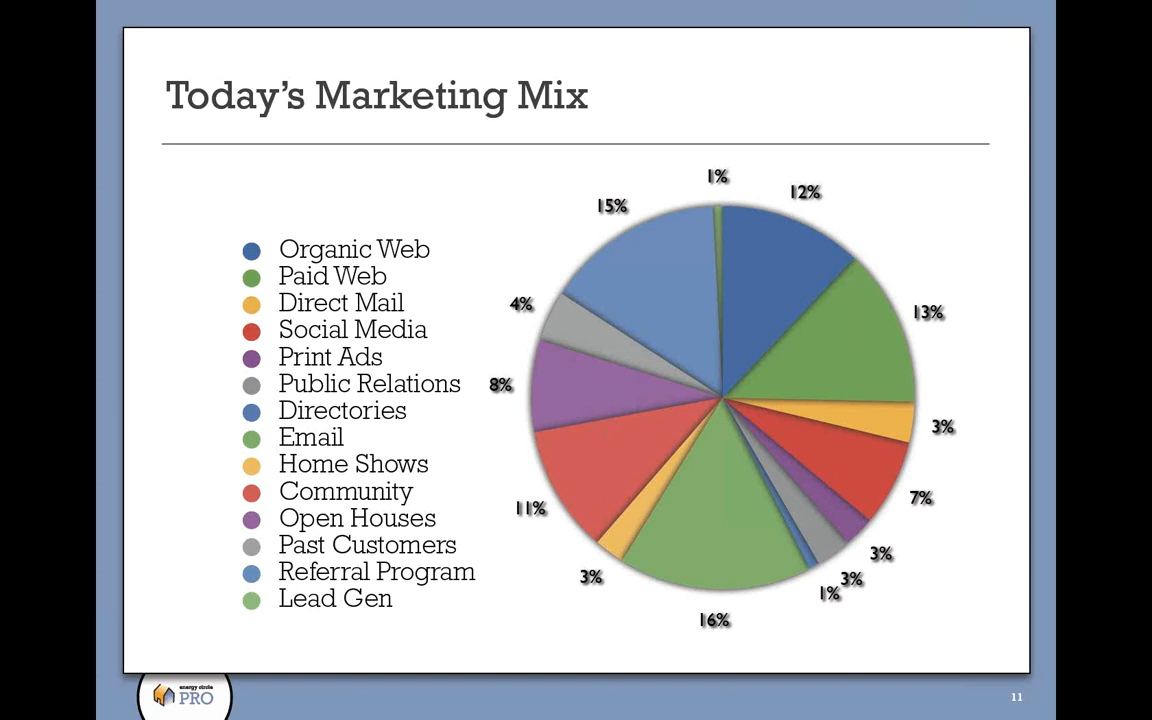 Today's Marketing Mix
Organic Web
Paid Web
Direct Mail
Social Media
Print Ads
Public Relations
Directories
Email
Home Shows
Community
Open Houses
Past Customers
Referral Program
Lead Gen
1%
12%
15%
4%
13%
8%
3%
7%
11%
3%
3%
3%
1%
16%
energy circle
PRO
11